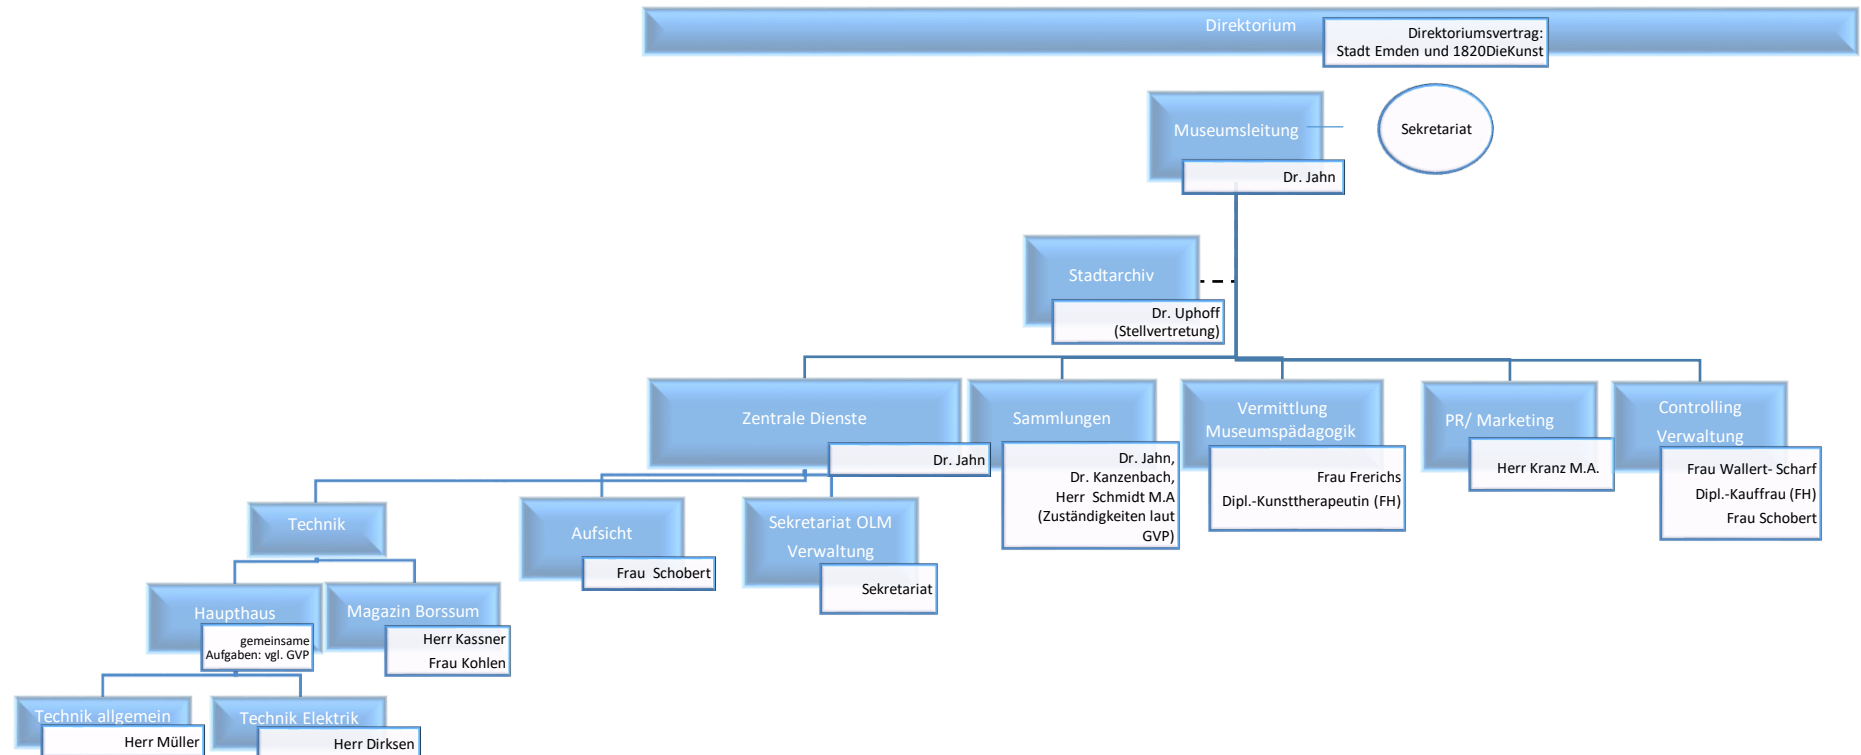 Direktorium
Direktoriumsvertrag:
Stadt Emden und 1820DieKunst
Museumsleitung
Dr. Jahn
Sekretariat
Stadtarchiv
Dr. Uphoff
(Stellvertretung)
Zentrale Dienste
Dr. Jahn
Sammlungen
Dr. Jahn,
Dr. Kanzenbach,
Herr Schmidt M.A
(Zuständigkeiten laut
GVP)
Vermittlung
Museumspädagogik
Frau Frerichs
Dipl.-Kunsttherapeutin (FH)
PR/ Marketing
Herr Kranz M.A.
Controlling
Verwaltung
Frau Wallert- Scharf
Dipl.-Kauffrau (FH)
Frau Schobert
Technik
Aufsicht
Frau Schobert
Sekretariat OLM
Verwaltung
Sekretariat
Haupthaus
gemeinsame
Aufgaben: vgl. GVP
Magazin Borssum
Herr Kassner
Frau Kohlen
Technik allgemein
Herr Müller
Technik Elektrik
Herr Dirksen